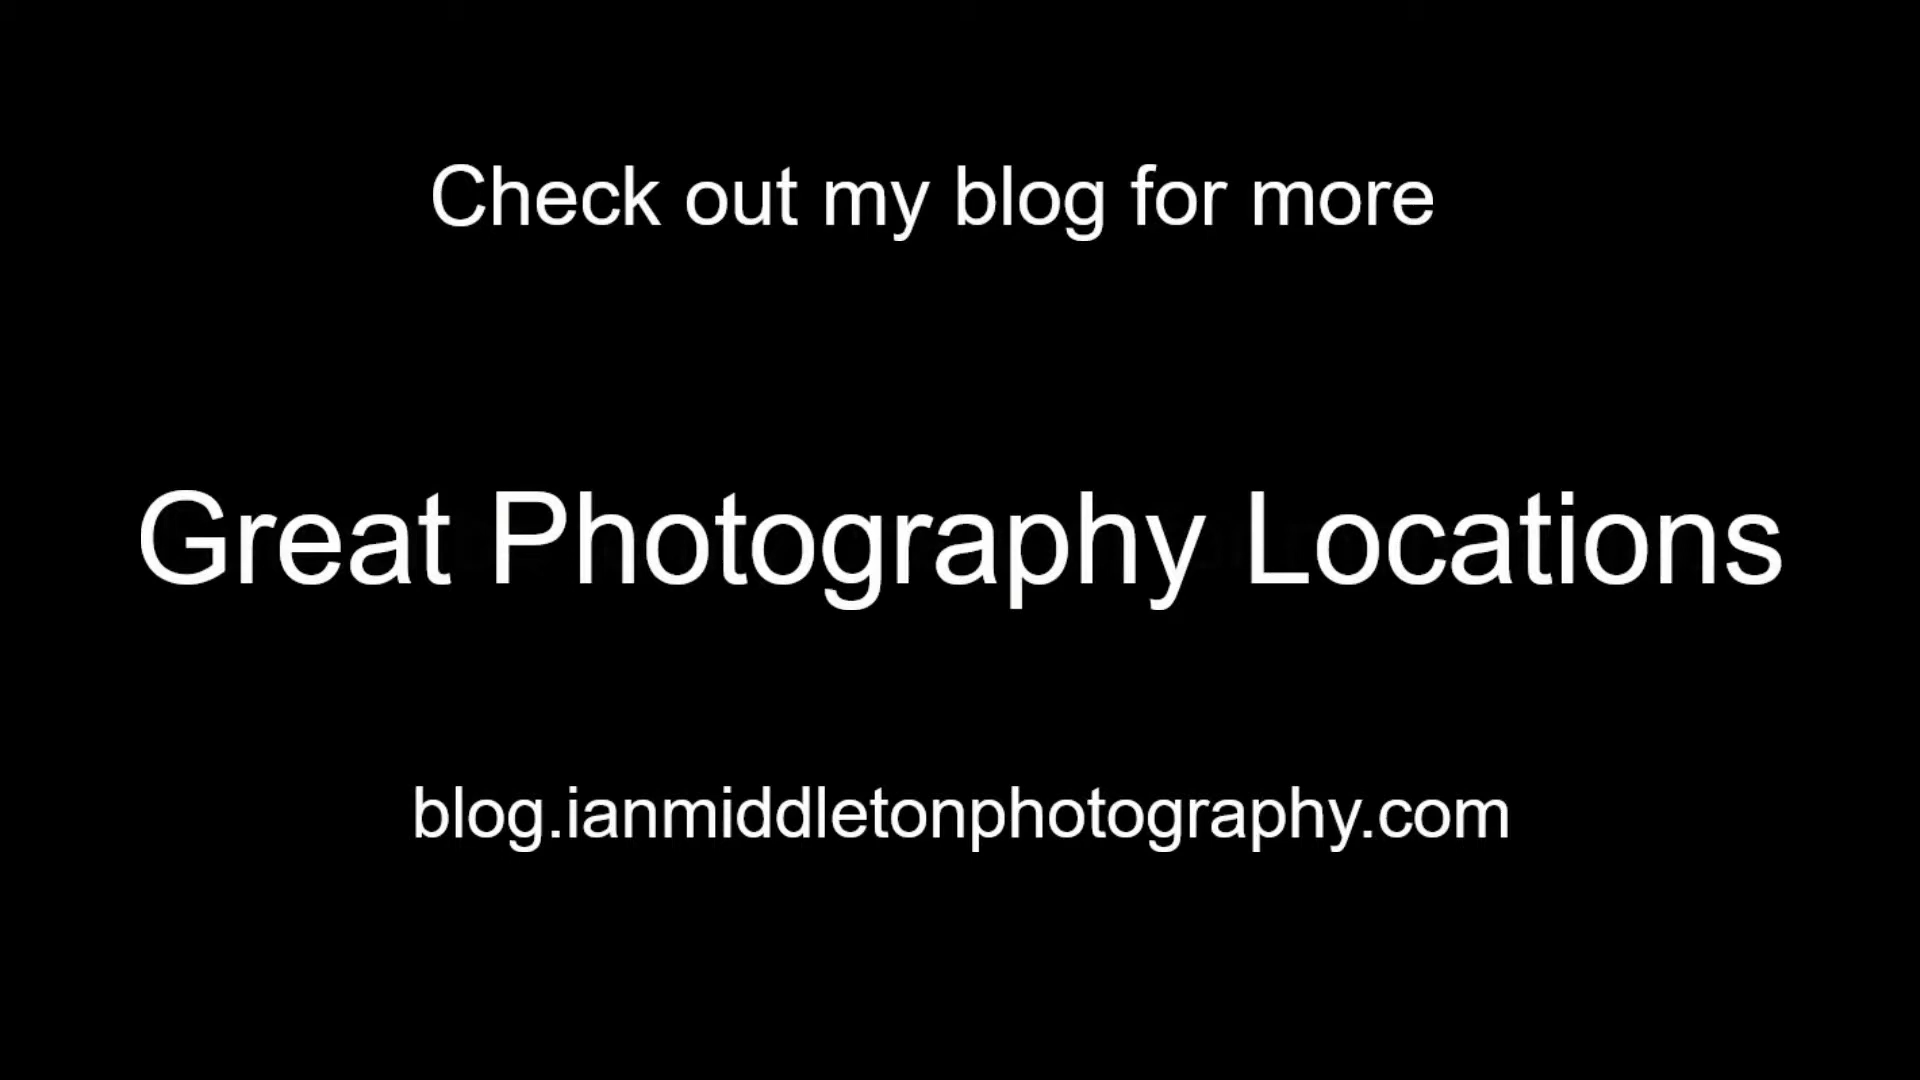 Check out my blog for more
Great Photography Locations
blog.ianmiddletonphotography.com